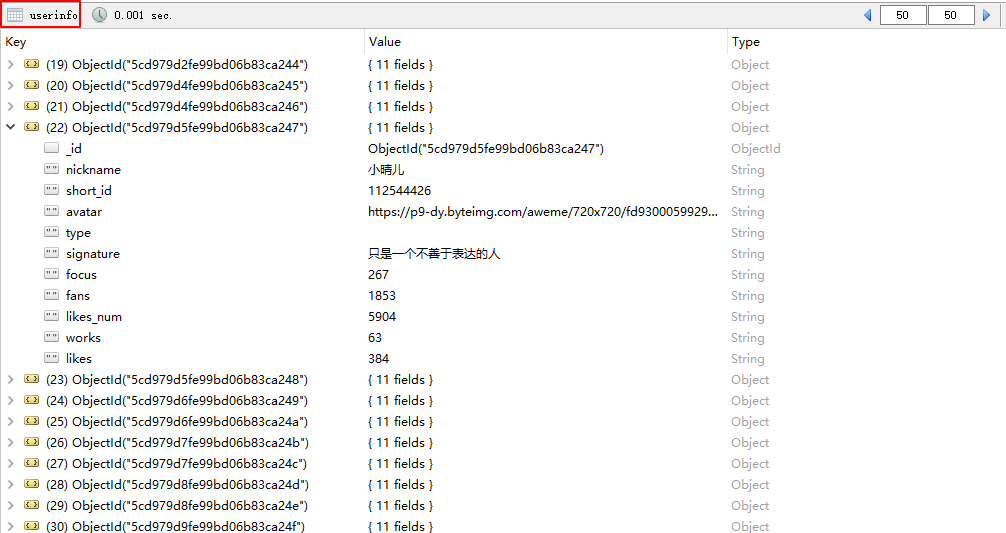 userinfo 0.001 sec. 50 50
Key Value Type
(19) ObjectId("5cd979d2fe99bd06b83ca244") { 11 fields } Object
(20) ObjectId("5cd979d4fe99bd06b83ca245") { 11 fields } Object
(21) ObjectId("5cd979d4fe99bd06b83ca246") { 11 fields } Object
(22) ObjectId("5cd979d5fe99bd06b83ca247") { 11 fields } Object
_id ObjectId("5cd979d5fe99bd06b83ca247") ObjectId
nickname 小晴儿 String
short_id 112544426 String
avatar https://p9-dy.byteimg.com/aweme/720x720/fd9300059929... String
type String
signature 只是一个不善于表达的人 String
focus 267 String
fans 1853 String
likes_num 5904 String
works 63 String
likes 384 String
(23) ObjectId("5cd979d5fe99bd06b83ca248") { 11 fields } Object
(24) ObjectId("5cd979d6fe99bd06b83ca249") { 11 fields } Object
(25) ObjectId("5cd979d6fe99bd06b83ca24a") { 11 fields } Object
(26) ObjectId("5cd979d7fe99bd06b83ca24b") { 11 fields } Object
(27) ObjectId("5cd979d7fe99bd06b83ca24c") { 11 fields } Object
(28) ObjectId("5cd979d8fe99bd06b83ca24d") { 11 fields } Object
(29) ObjectId("5cd979d8fe99bd06b83ca24e") { 11 fields } Object
(30) ObjectId("5cd979d9fe99bd06b83ca24f") { 11 fields } Object